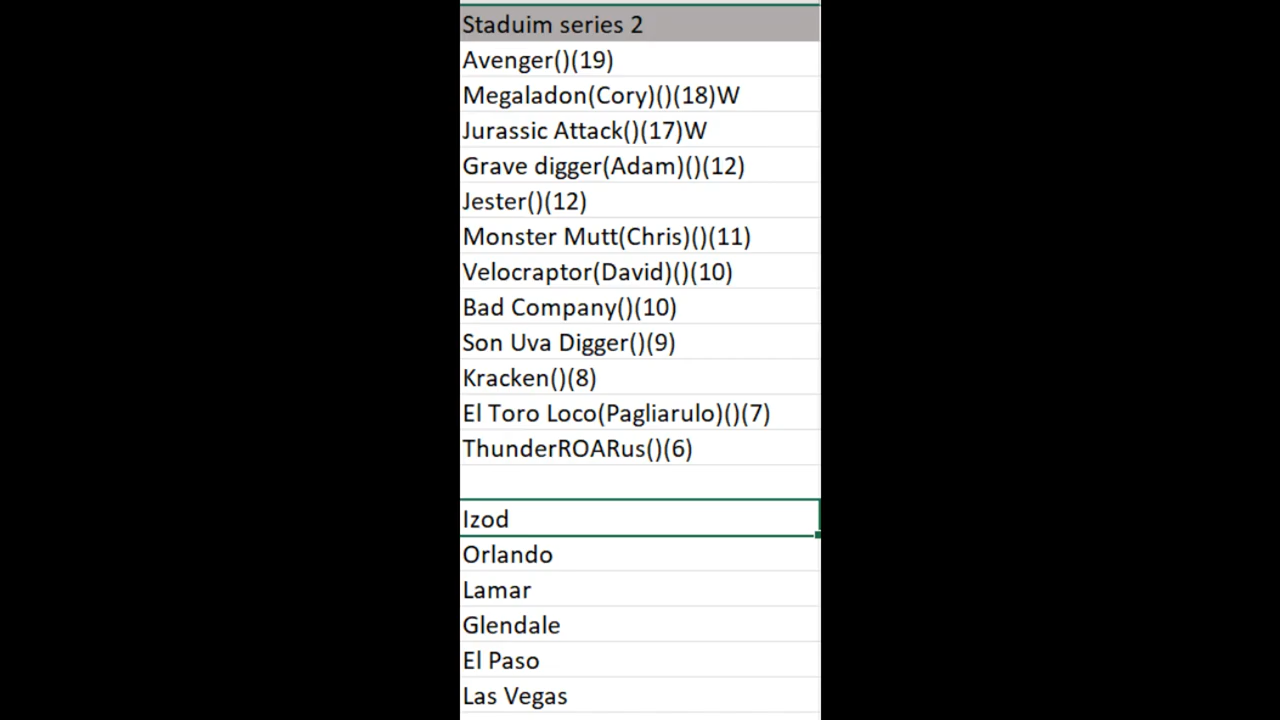 Staduim series 2
Avenger()(19)
Megaladon(Cory)()(18)W
Jurassic Attack()(17)W
Grave digger(Adam)()(12)
Jester()(12)
Monster Mutt(Chris)()(11)
Velocraptor(David)()(10)
Bad Company()(10)
Son Uva Digger()(9)
Kracken()(8)
El Toro Loco(Pagliarulo)()(7)
ThunderROARus()(6)
Izod
Orlando
Lamar
Glendale
El Paso
Las Vegas